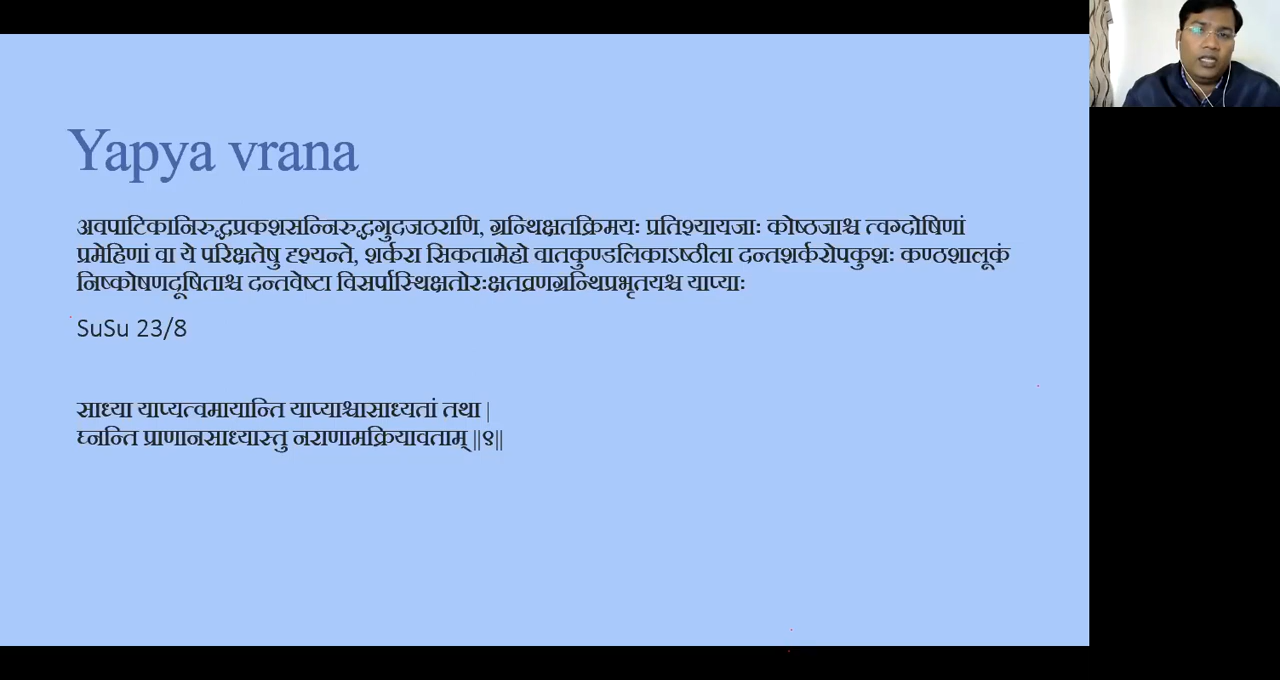 Yapya vrana
अवपाटिकानिरुद्धप्रकशसन्निरुद्धगुदजठराणि, ग्रन्थिक्षतक्रिमयः प्रतिश्यायजाः कोष्ठजाश्च त्वग्दोषिणां
प्रमेहिणां वा ये परिक्षतेषु दृश्यन्ते, शर्करा सिकतामेहो वातकुण्डलिकाऽष्ठीला दन्तशर्करोपकुशः कण्ठशालूकं
निष्कोषणदूषिताश्च दन्तवेष्टा विसर्पास्थिक्षतोरःक्षतव्रणग्रन्थिप्रभृतयश्च याप्याः
SuSu 23/8
साध्या याप्यत्वमायान्ति याप्याश्चासाध्यतां तथा |
घ्नन्ति प्राणानसाध्यास्तु नराणामक्रियावताम् ||९||